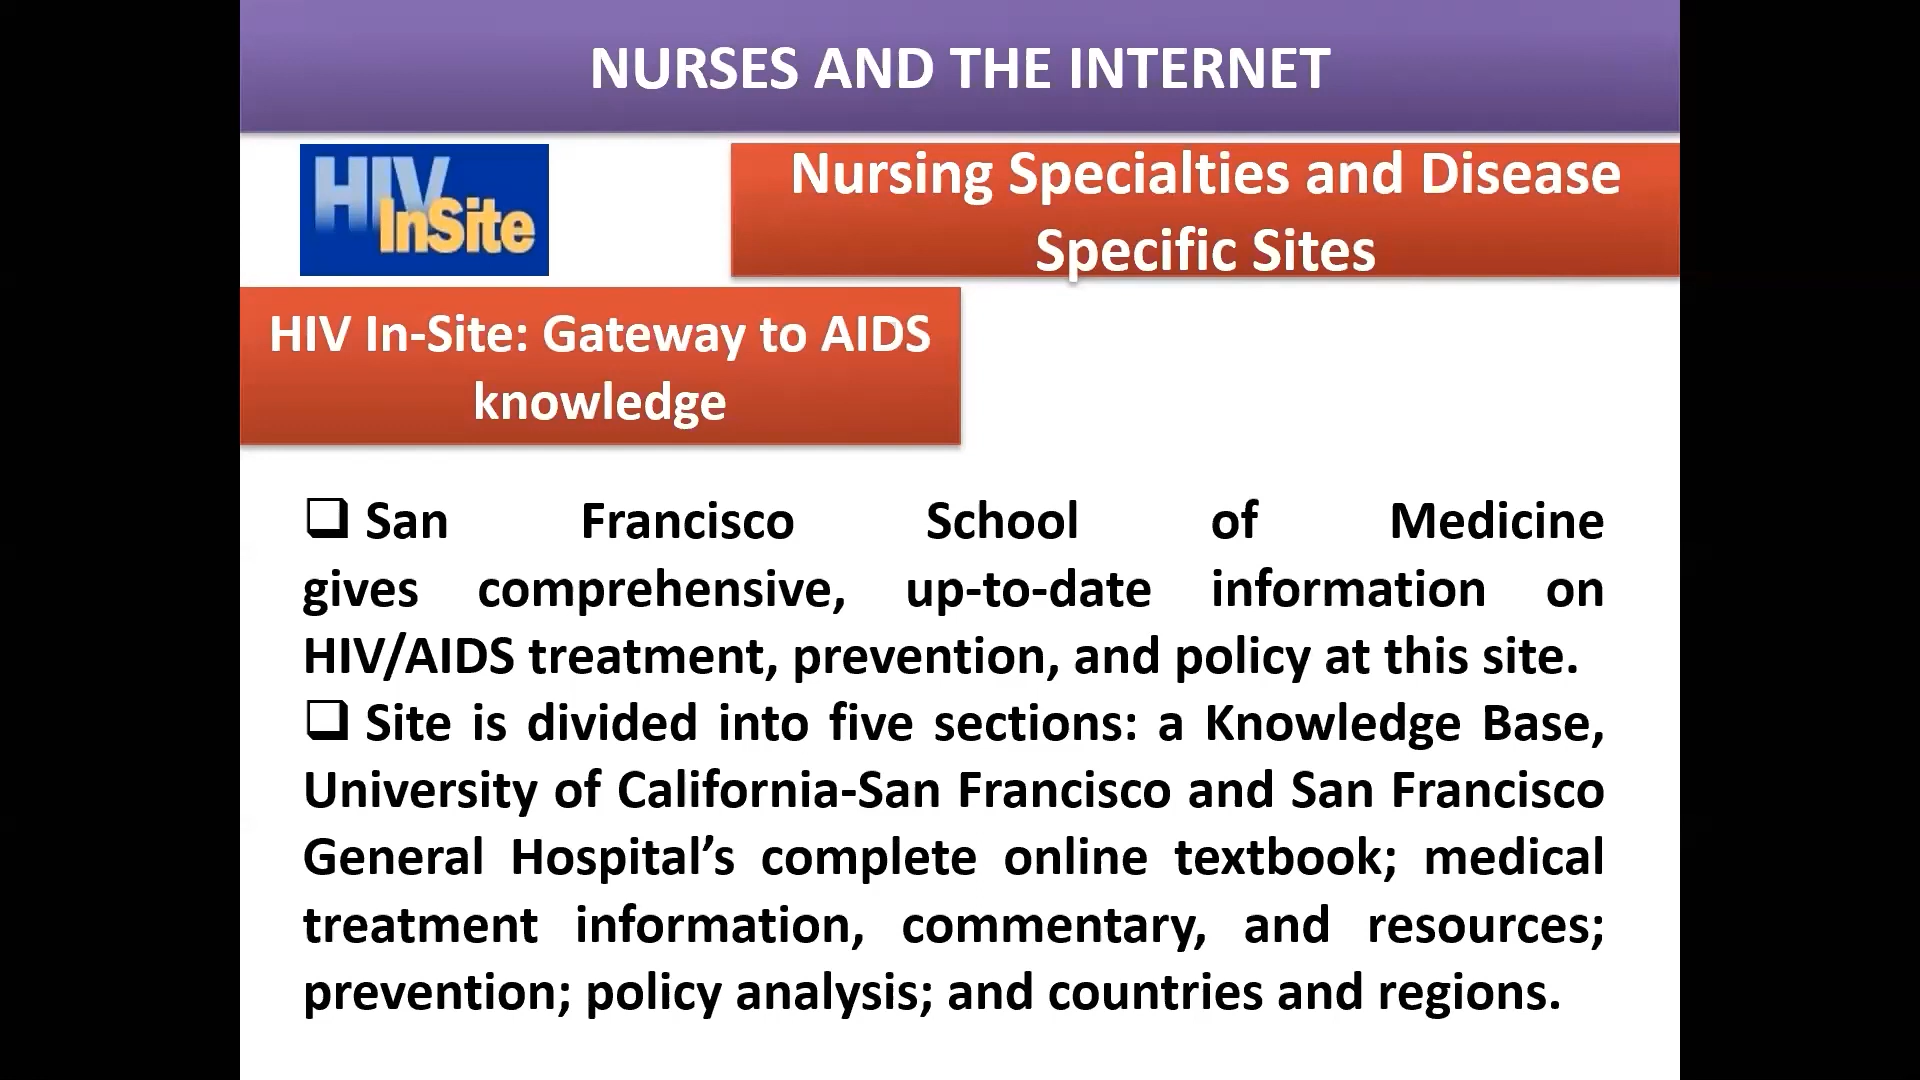 NURSES AND THE INTERNET
HIV
InSite
Nursing Specialties and Disease
Specific Sites
HIV In-Site: Gateway to AIDS
knowledge
❑ San Francisco School of Medicine
gives comprehensive, up-to-date information on
HIV/AIDS treatment, prevention, and policy at this site.
❑ Site is divided into five sections: a Knowledge Base,
University of California-San Francisco and San Francisco
General Hospital’s complete online textbook; medical
treatment information, commentary, and resources;
prevention; policy analysis; and countries and regions.